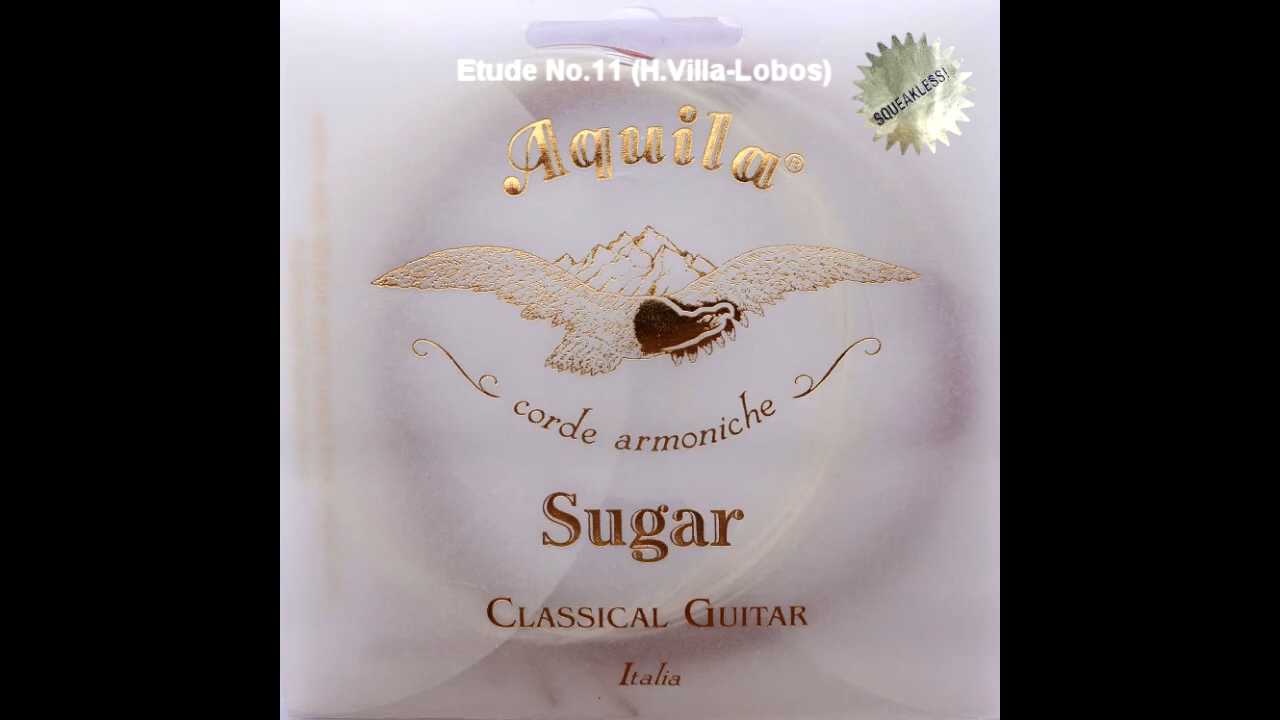 Etude No.11 (H.Villa-Lobos)
SQUEAKLESS!
Aquila®
corde armoniche
Sugar
CLASSICAL GUITAR
Italia